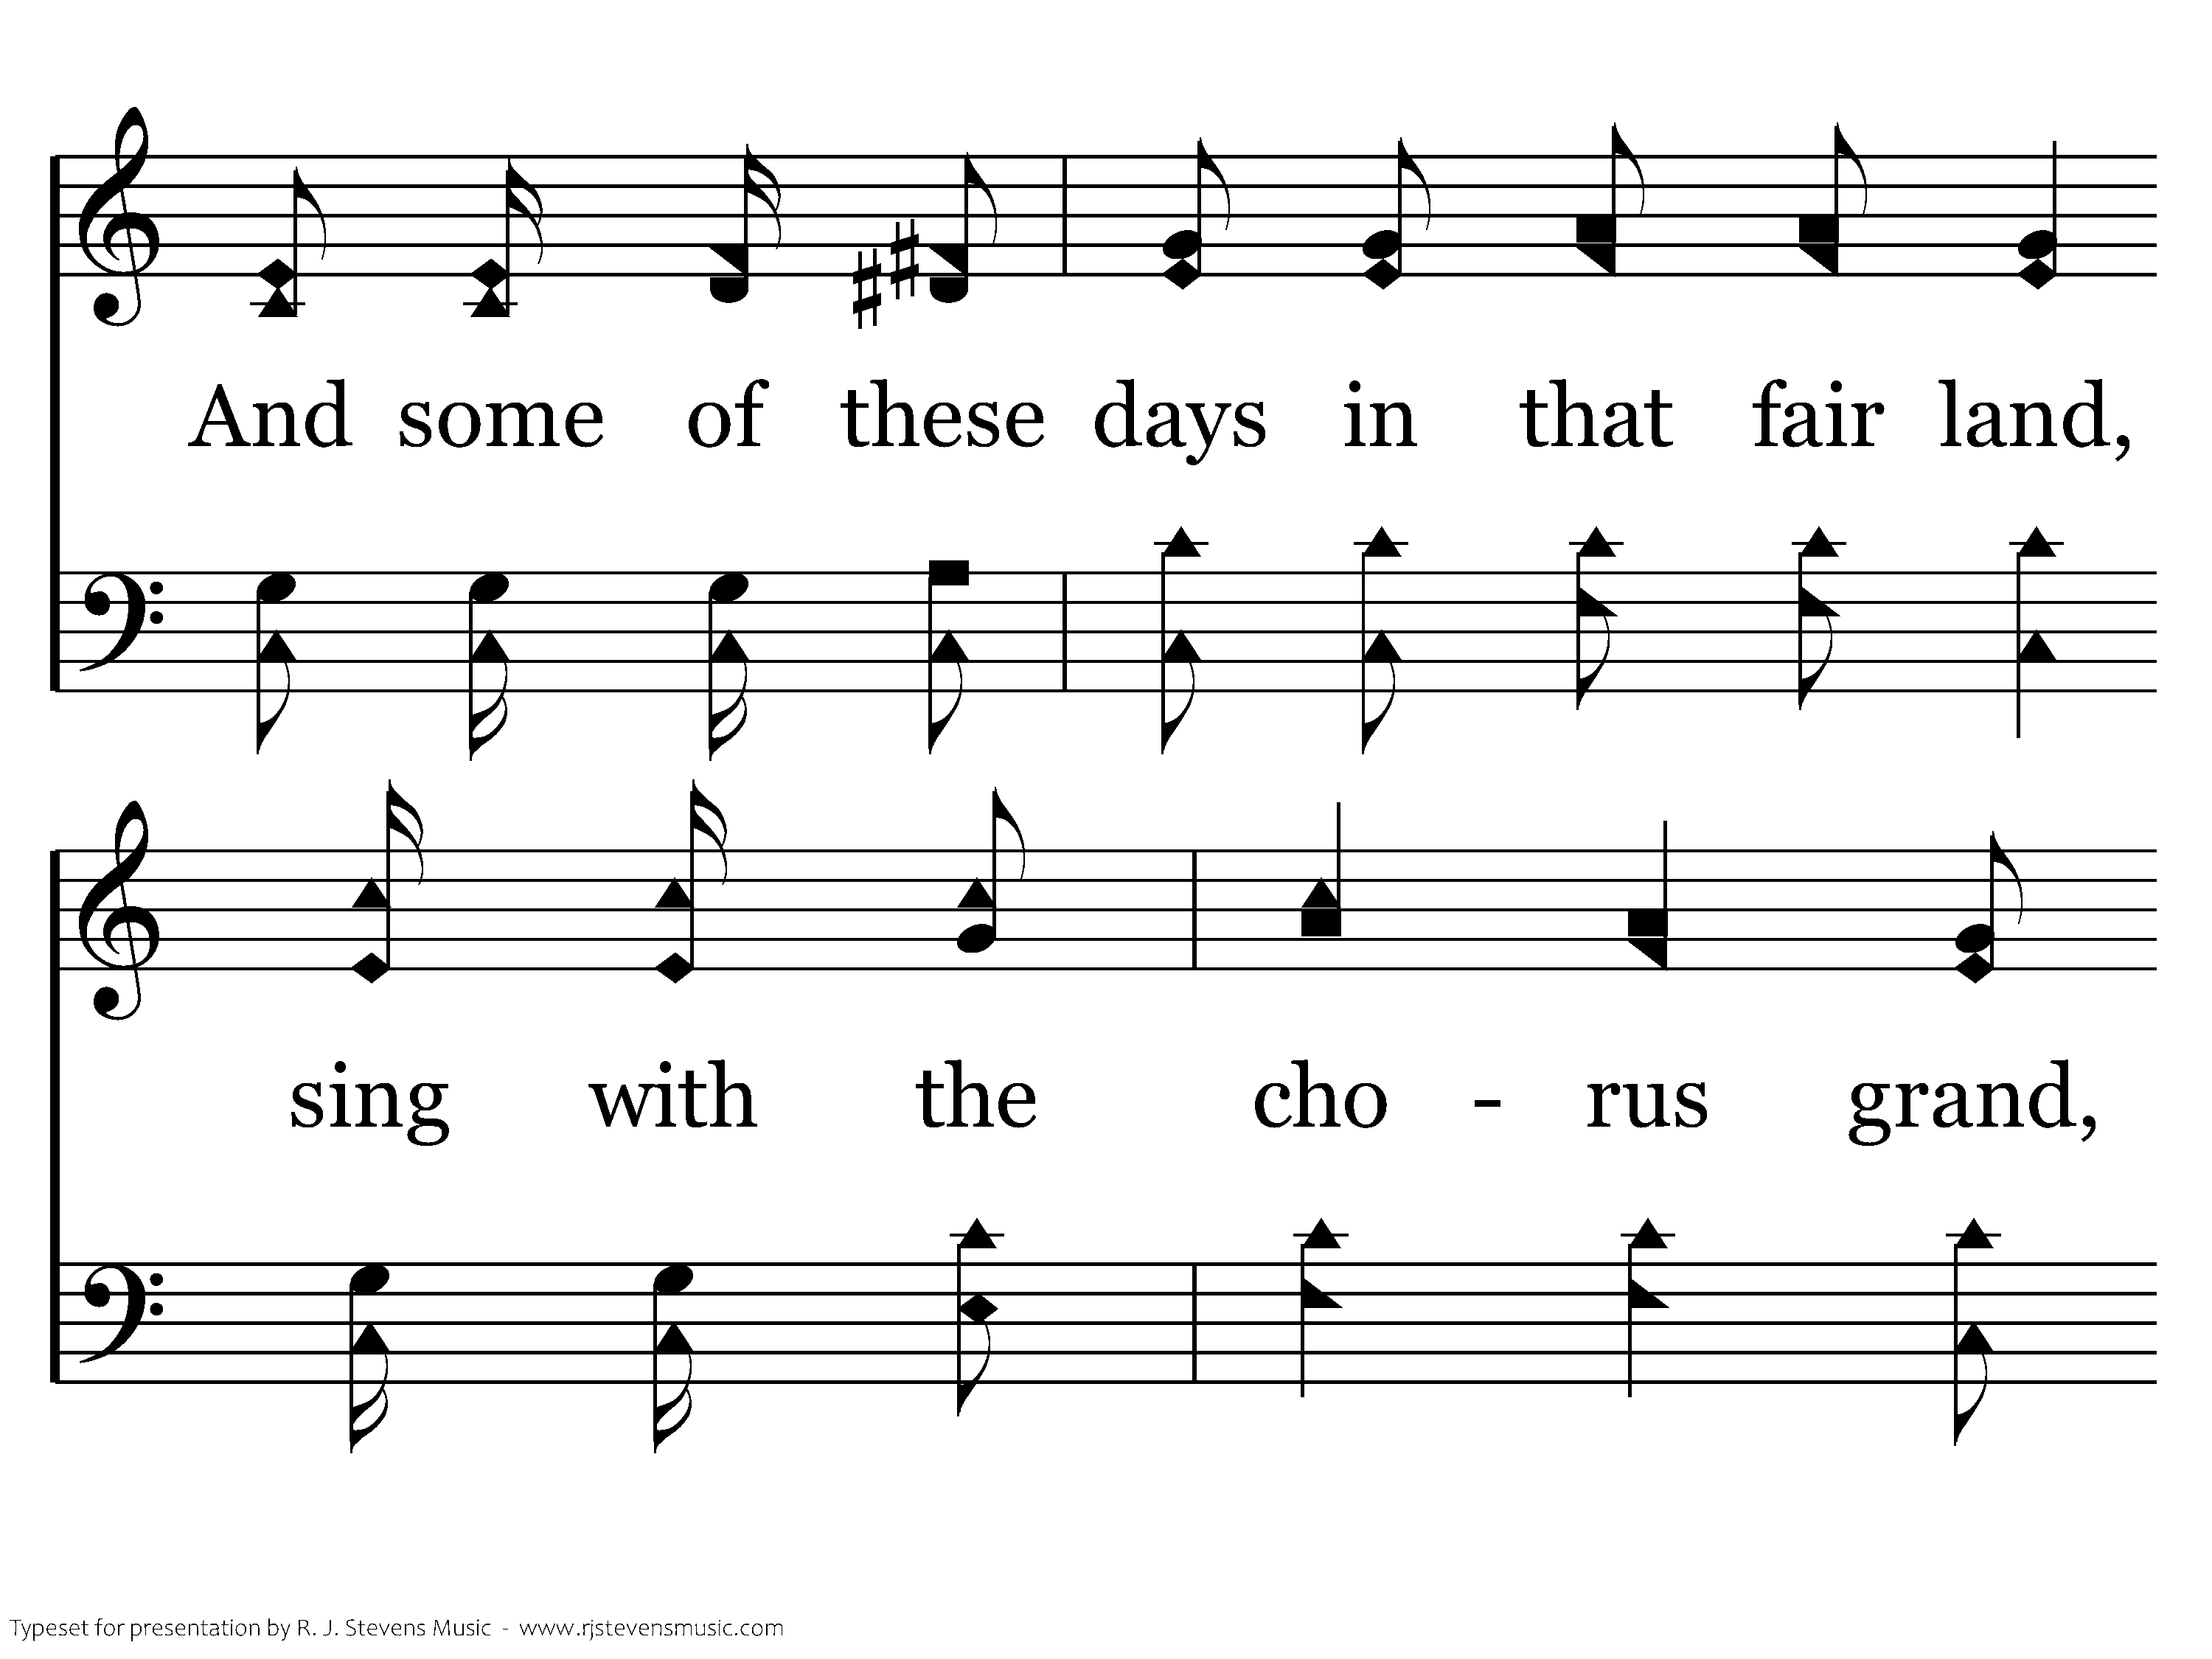 And some of these days in that fair land,
sing with the cho - rus grand,
Typeset for presentation by R. J. Stevens Music - www.rjstevensmusic.com